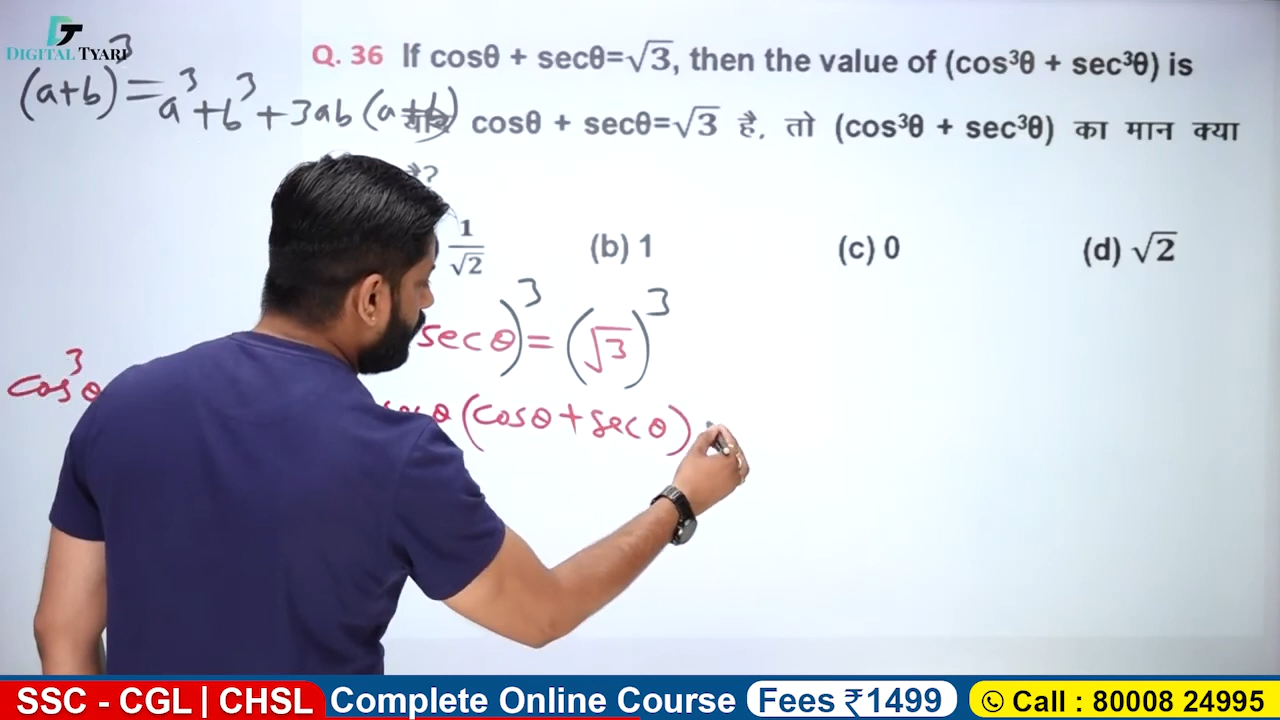 DIGITAL TYARI
Q. 36 If cosθ + secθ=√3, then the value of (cos³θ + sec³θ) is
(a+b)³=a³+b³+3ab(a+b)
यदि cosθ + secθ=√3 है, तो (cos³θ + sec³θ) का मान क्या
है?
1/√2 (b) 1 (c) 0 (d) √2
secθ)³=(√3)³
cos³θ secθ(cosθ+secθ)
SSC - CGL | CHSL Complete Online Course Fees ₹1499 Call : 80008 24995